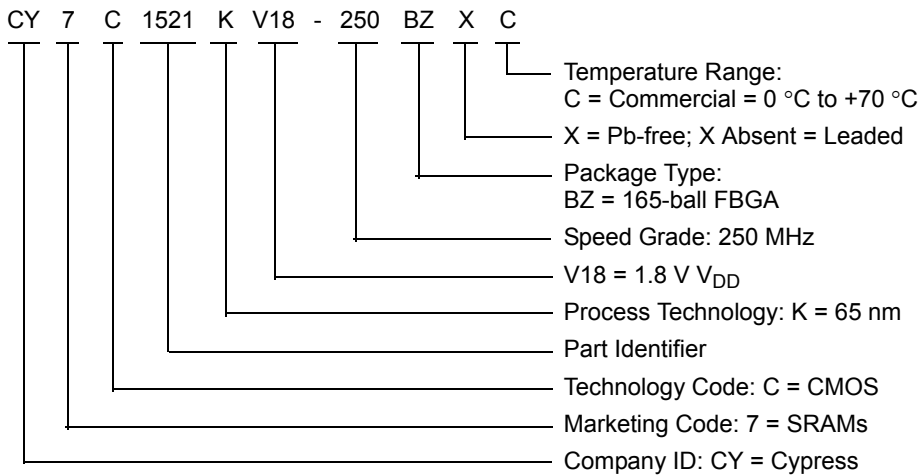 CY 7 C 1521 K V18 - 250 BZ X C
Temperature Range:
C = Commercial = 0 °C to +70 °C
X = Pb-free; X Absent = Leaded
Package Type:
BZ = 165-ball FBGA
Speed Grade: 250 MHz
V18 = 1.8 V VDD
Process Technology: K = 65 nm
Part Identifier
Technology Code: C = CMOS
Marketing Code: 7 = SRAMs
Company ID: CY = Cypress